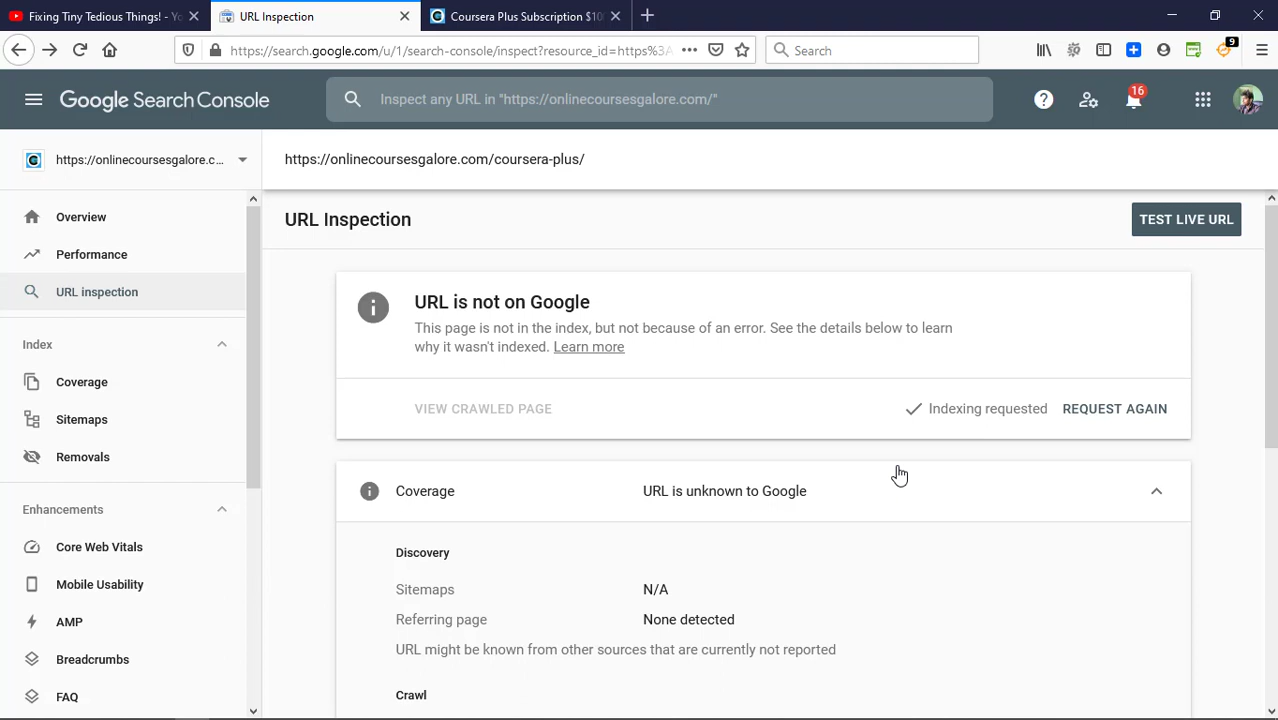 Fixing Tiny Tedious Things! - Yo
URL Inspection
Coursera Plus Subscription $10
https://search.google.com/u/1/search-console/inspect?resource_id=https%3A
Search
9
Google Search Console
Inspect any URL in "https://onlinecoursesgalore.com/"
16
https://onlinecoursesgalore.c...
https://onlinecoursesgalore.com/coursera-plus/
Overview
Performance
URL inspection
Index
Coverage
Sitemaps
Removals
Enhancements
Core Web Vitals
Mobile Usability
AMP
Breadcrumbs
FAQ
URL Inspection
TEST LIVE URL
URL is not on Google
This page is not in the index, but not because of an error. See the details below to learn
why it wasn't indexed. Learn more
VIEW CRAWLED PAGE
Indexing requested
REQUEST AGAIN
Coverage
URL is unknown to Google
Discovery
Sitemaps
N/A
Referring page
None detected
URL might be known from other sources that are currently not reported
Crawl